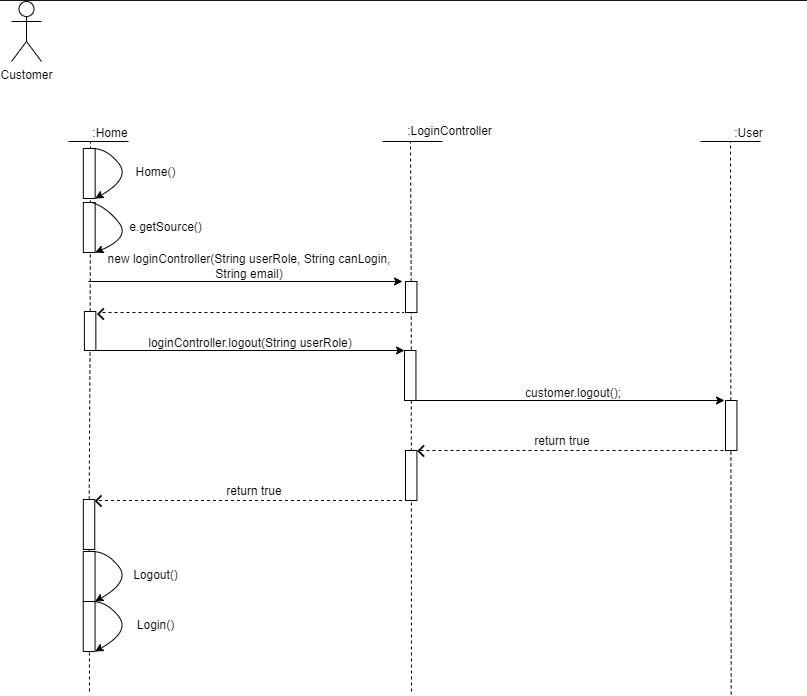 Customer
:Home
:LoginController
:User
Home()
e.getSource()
new loginController(String userRole, String canLogin,
String email)
loginController.logout(String userRole)
customer.logout();
return true
return true
Logout()
Login()